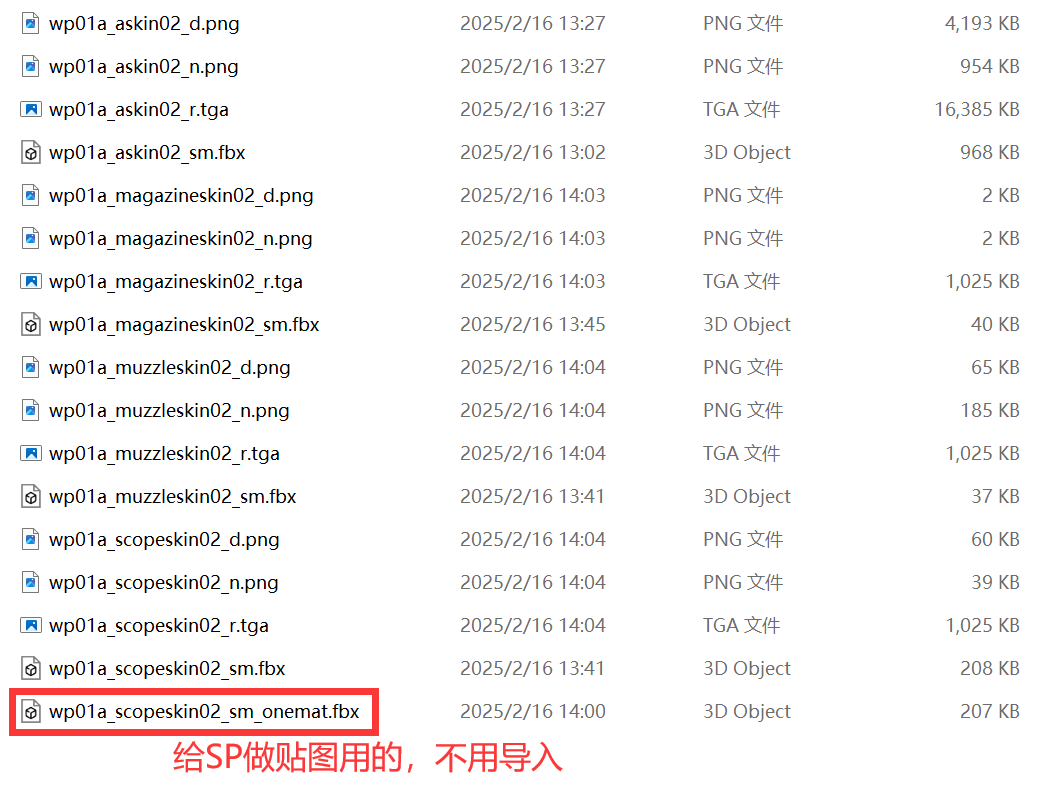 wp01a_askin02_d.png 2025/2/16 13:27 PNG 文件 4,193 KB
wp01a_askin02_n.png 2025/2/16 13:27 PNG 文件 954 KB
wp01a_askin02_r.tga 2025/2/16 13:27 TGA 文件 16,385 KB
wp01a_askin02_sm.fbx 2025/2/16 13:02 3D Object 968 KB
wp01a_magazineskin02_d.png 2025/2/16 14:03 PNG 文件 2 KB
wp01a_magazineskin02_n.png 2025/2/16 14:03 PNG 文件 2 KB
wp01a_magazineskin02_r.tga 2025/2/16 14:03 TGA 文件 1,025 KB
wp01a_magazineskin02_sm.fbx 2025/2/16 13:45 3D Object 40 KB
wp01a_muzzleskin02_d.png 2025/2/16 14:04 PNG 文件 65 KB
wp01a_muzzleskin02_n.png 2025/2/16 14:04 PNG 文件 185 KB
wp01a_muzzleskin02_r.tga 2025/2/16 14:04 TGA 文件 1,025 KB
wp01a_muzzleskin02_sm.fbx 2025/2/16 13:41 3D Object 37 KB
wp01a_scopeskin02_d.png 2025/2/16 14:04 PNG 文件 60 KB
wp01a_scopeskin02_n.png 2025/2/16 14:04 PNG 文件 39 KB
wp01a_scopeskin02_r.tga 2025/2/16 14:04 TGA 文件 1,025 KB
wp01a_scopeskin02_sm.fbx 2025/2/16 13:41 3D Object 208 KB
wp01a_scopeskin02_sm_onemat.fbx 2025/2/16 14:00 3D Object 207 KB
给SP做贴图用的，不用导入